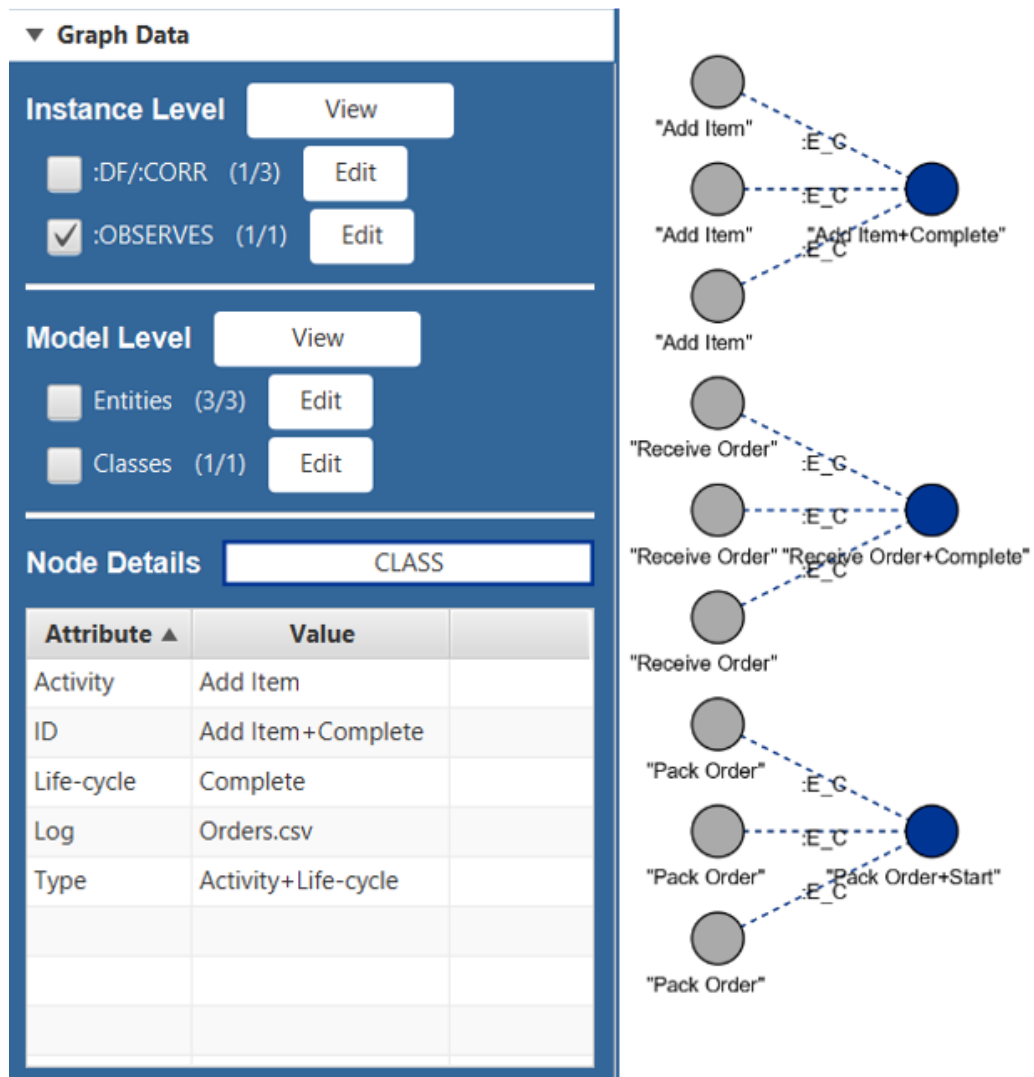 ▼ Graph Data
Instance Level View
:DF/:CORR (1/3) Edit
:OBSERVES (1/1) Edit
Model Level View
Entities (3/3) Edit
Classes (1/1) Edit
Node Details CLASS
Attribute ▲ Value
Activity Add Item
ID Add Item+Complete
Life-cycle Complete
Log Orders.csv
Type Activity+Life-cycle
"Add Item"
:E_C
:E_C
"Add Item" "Add Item+Complete"
:E_C
"Add Item"
"Receive Order"
:E_C
:E_C
"Receive Order" "Receive Order+Complete"
:E_C
"Receive Order"
"Pack Order"
:E_C
:E_C
"Pack Order" "Pack Order+Start"
:E_C
"Pack Order"